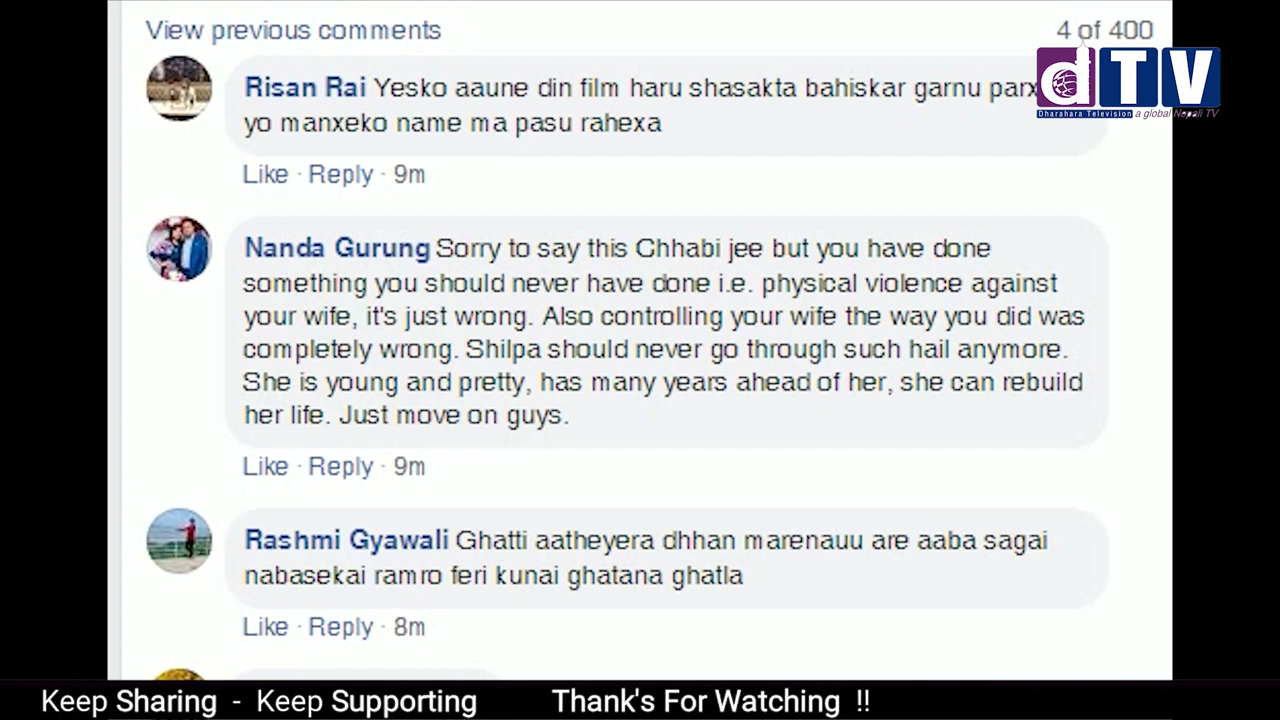 View previous comments
4 of 400
Risan Rai Yesko aaune din film haru shasakta bahiskar garnu parx
yo manxeko name ma pasu rahexa
Like · Reply · 9m
dTV
Dharahara Television a global Nepali TV
Nanda Gurung Sorry to say this Chhabi jee but you have done
something you should never have done i.e. physical violence against
your wife, it's just wrong. Also controlling your wife the way you did was
completely wrong. Shilpa should never go through such hail anymore.
She is young and pretty, has many years ahead of her, she can rebuild
her life. Just move on guys.
Like · Reply · 9m
Rashmi Gyawali Ghatti aatheyera dhhan marenauu are aaba sagai
nabasekai ramro feri kunai ghatana ghatla
Like · Reply · 8m
Keep Sharing - Keep Supporting Thank's For Watching !!